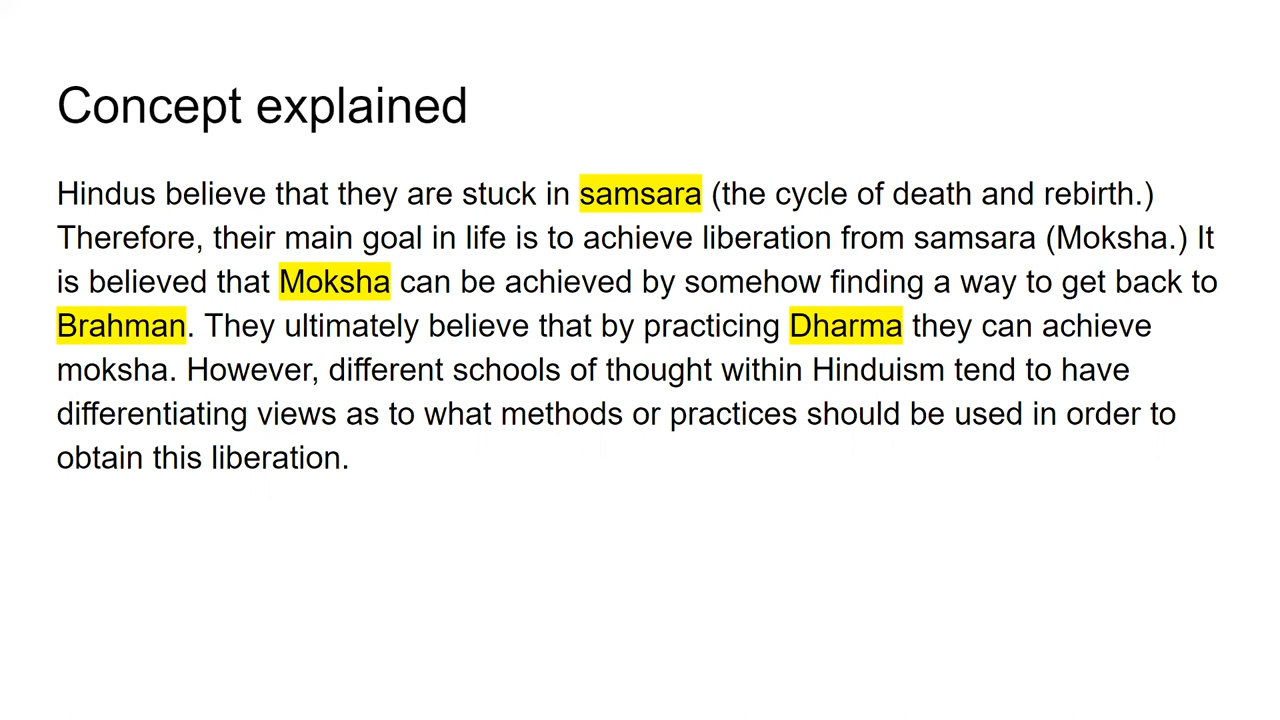 Concept explained
Hindus believe that they are stuck in samsara (the cycle of death and rebirth.)
Therefore, their main goal in life is to achieve liberation from samsara (Moksha.) It
is believed that Moksha can be achieved by somehow finding a way to get back to
Brahman. They ultimately believe that by practicing Dharma they can achieve
moksha. However, different schools of thought within Hinduism tend to have
differentiating views as to what methods or practices should be used in order to
obtain this liberation.